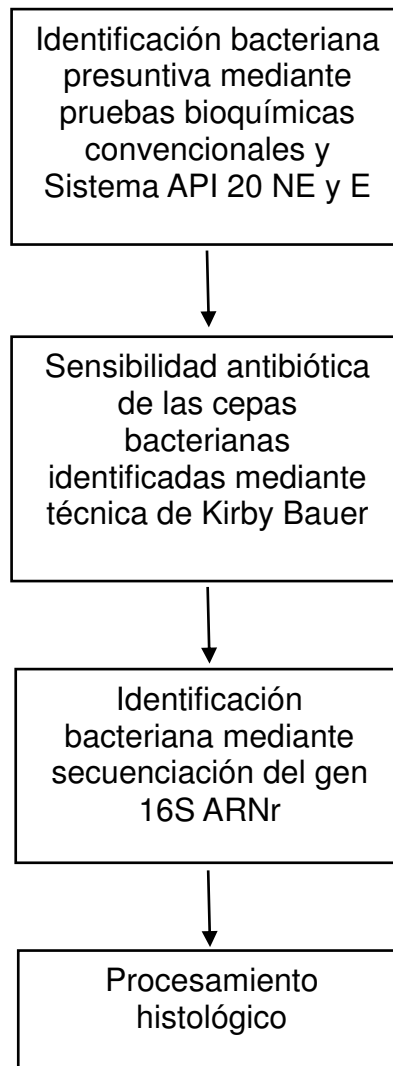 Identificación bacteriana
presuntiva mediante
pruebas bioquímicas
convencionales y
Sistema API 20 NE y E
Sensibilidad antibiótica
de las cepas
bacterianas
identificadas mediante
técnica de Kirby Bauer
Identificación
bacteriana mediante
secuenciación del gen
16S ARNr
Procesamiento
histológico